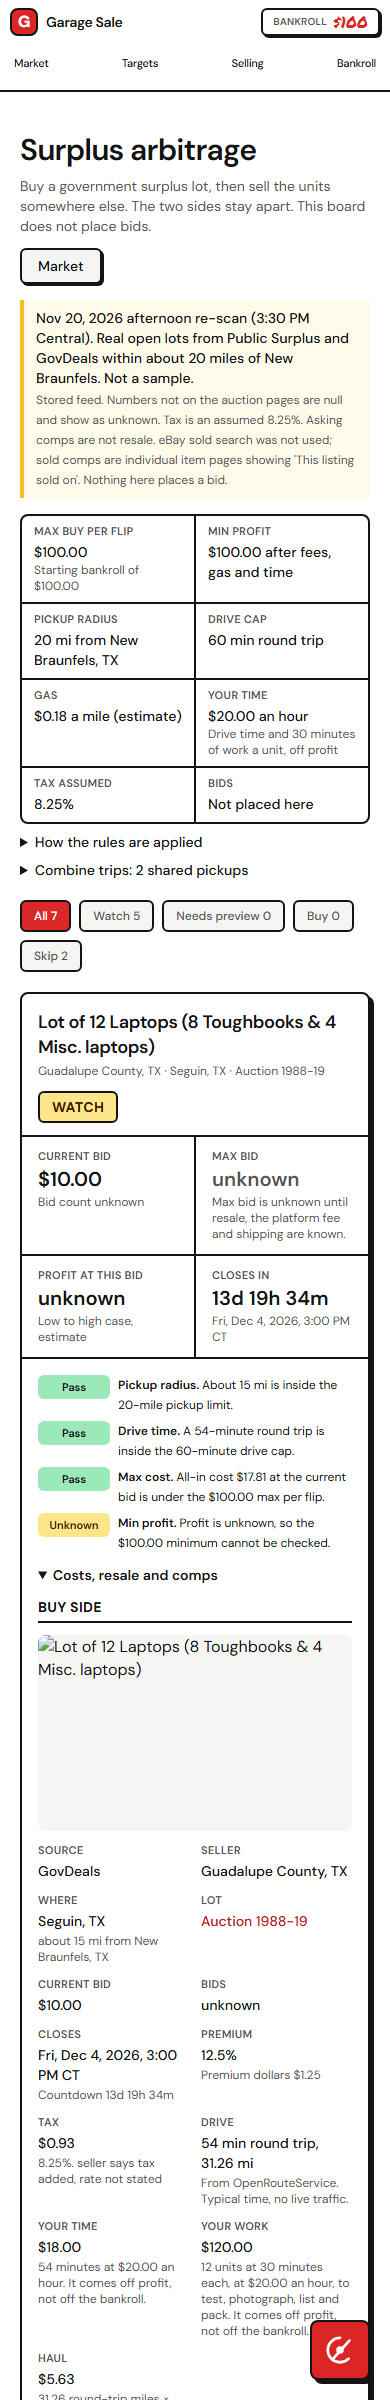 G Garage Sale
BANKROLL $100
Market Targets Selling Bankroll
Surplus arbitrage
Buy a government surplus lot, then sell the units
somewhere else. The two sides stay apart. This board
does not place bids.
Market
Nov 20, 2026 afternoon re-scan (3:30 PM
Central). Real open lots from Public Surplus and
GovDeals within about 20 miles of New
Braunfels. Not a sample.
Stored feed. Numbers not on the auction pages are null
and show as unknown. Tax is an assumed 8.25%. Asking
comps are not resale. eBay sold search was not used;
sold comps are individual item pages showing 'This listing
sold on'. Nothing here places a bid.
MAX BUY PER FLIP
$100.00
Starting bankroll of
$100.00
MIN PROFIT
$100.00 after fees,
gas and time
PICKUP RADIUS
20 mi from New
Braunfels, TX
DRIVE CAP
60 min round trip
GAS
$0.18 a mile (estimate)
YOUR TIME
$20.00 an hour
Drive time and 30 minutes
of work a unit, off profit
TAX ASSUMED
8.25%
BIDS
Not placed here
How the rules are applied
Combine trips: 2 shared pickups
All 7
Watch 5
Needs preview 0
Buy 0
Skip 2
Lot of 12 Laptops (8 Toughbooks & 4
Misc. laptops)
Guadalupe County, TX · Seguin, TX · Auction 1988-19
WATCH
CURRENT BID
$10.00
Bid count unknown
MAX BID
unknown
Max bid is unknown until
resale, the platform fee
and shipping are known.
PROFIT AT THIS BID
unknown
Low to high case,
estimate
CLOSES IN
13d 19h 34m
Fri, Dec 4, 2026, 3:00 PM
CT
Pass
Pickup radius. About 15 mi is inside the
20-mile pickup limit.
Pass
Drive time. A 54-minute round trip is
inside the 60-minute drive cap.
Pass
Max cost. All-in cost $17.81 at the current
bid is under the $100.00 max per flip.
Unknown
Min profit. Profit is unknown, so the
$100.00 minimum cannot be checked.
Costs, resale and comps
BUY SIDE
Lot of 12 Laptops (8 Toughbooks & 4
Misc. laptops)
SOURCE
GovDeals
SELLER
Guadalupe County, TX
WHERE
Seguin, TX
about 15 mi from New
Braunfels, TX
LOT
Auction 1988-19
CURRENT BID
$10.00
BIDS
unknown
CLOSES
Fri, Dec 4, 2026, 3:00
PM CT
Countdown 13d 19h 34m
PREMIUM
12.5%
Premium dollars $1.25
TAX
$0.93
8.25%. seller says tax
added, rate not stated
DRIVE
54 min round trip,
31.26 mi
From OpenRouteService.
Typical time, no live traffic.
YOUR TIME
$18.00
54 minutes at $20.00 an
hour. It comes off profit,
not off the bankroll.
YOUR WORK
$120.00
12 units at 30 minutes
each, at $20.00 an hour, to
test, photograph, list and
pack. It comes off profit,
not off the bankroll.
HAUL
$5.63
31.26 round-trip miles ×